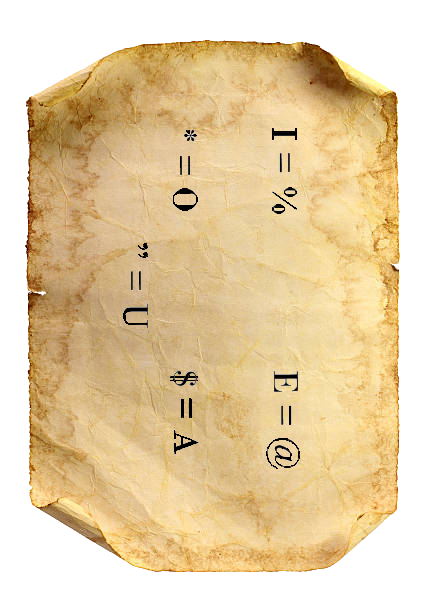 I = % E = @
* = O $ = A
” = U